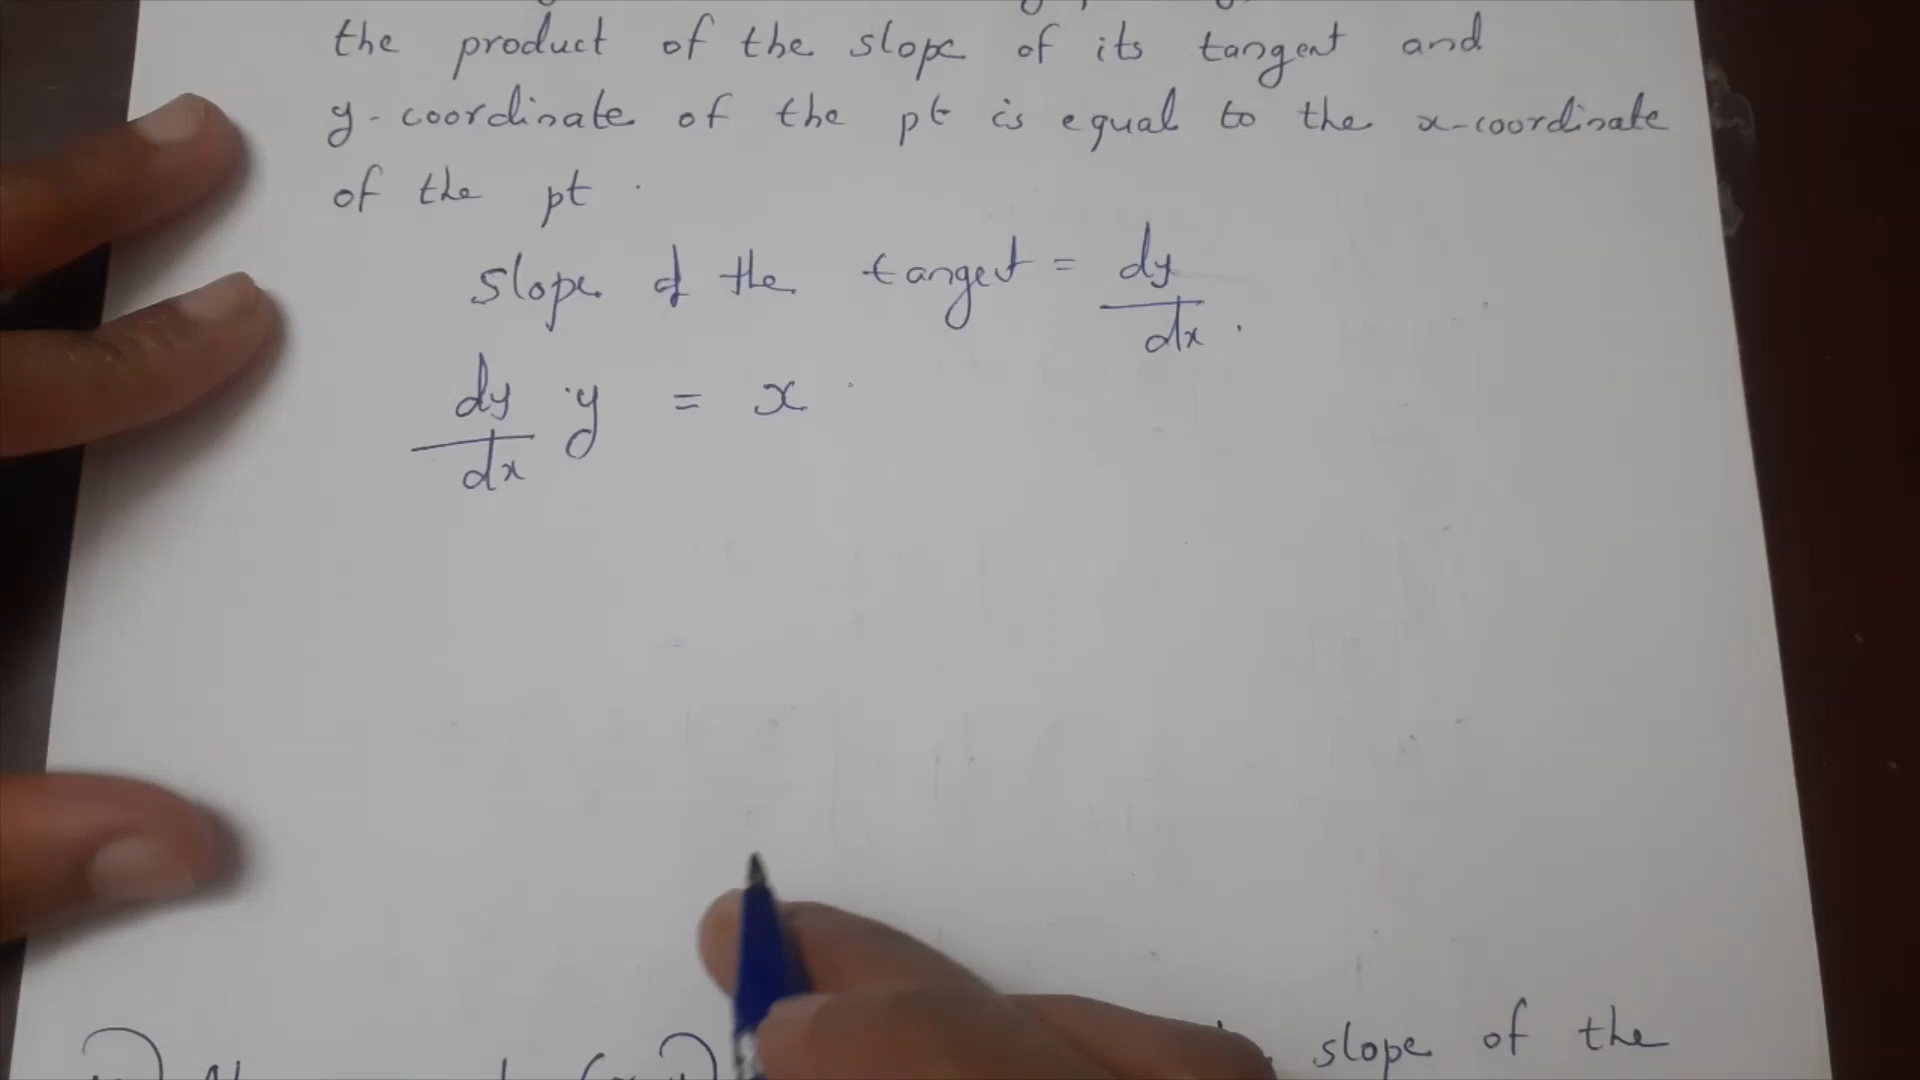 the product of the slope of its tangent and
y-coordinate of the pt is equal to the x-coordinate
of the pt.
slope of the tangent = dy/dx.
dy/dx . y = x
slope of the